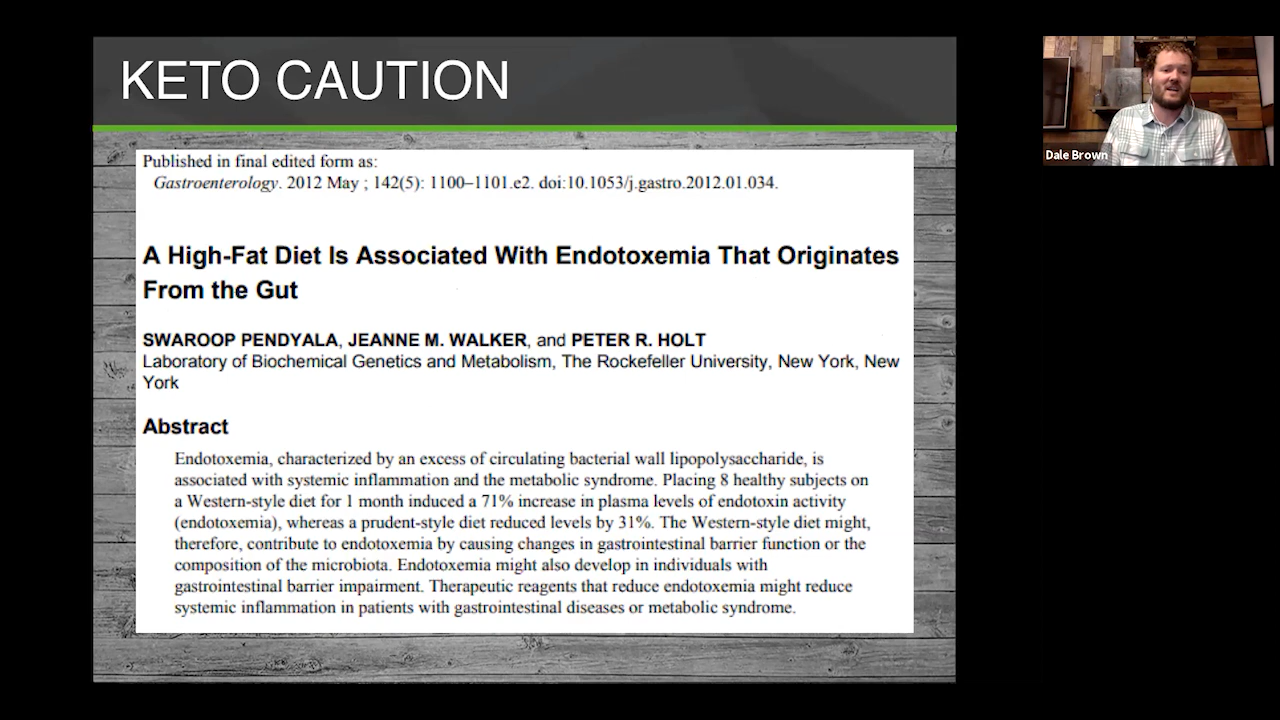 KETO CAUTION
Published in final edited form as:
Gastroenterology. 2012 May ; 142(5): 1100–1101.e2. doi:10.1053/j.gastro.2012.01.034.
A High-Fat Diet Is Associated With Endotoxemia That Originates
From the Gut
SWAROOP PENDYALA, JEANNE M. WALKER, and PETER R. HOLT
Laboratory of Biochemical Genetics and Metabolism, The Rockefeller University, New York, New
York
Abstract
Endotoxemia, characterized by an excess of circulating bacterial wall lipopolysaccharide, is
associated with systemic inflammation and the metabolic syndrome. Placing 8 healthy subjects on
a Western-style diet for 1 month induced a 71% increase in plasma levels of endotoxin activity
(endotoxemia), whereas a prudent-style diet reduced levels by 31%. The Western-style diet might,
therefore, contribute to endotoxemia by causing changes in gastrointestinal barrier function or the
composition of the microbiota. Endotoxemia might also develop in individuals with
gastrointestinal barrier impairment. Therapeutic reagents that reduce endotoxemia might reduce
systemic inflammation in patients with gastrointestinal diseases or metabolic syndrome.
Dale Brown